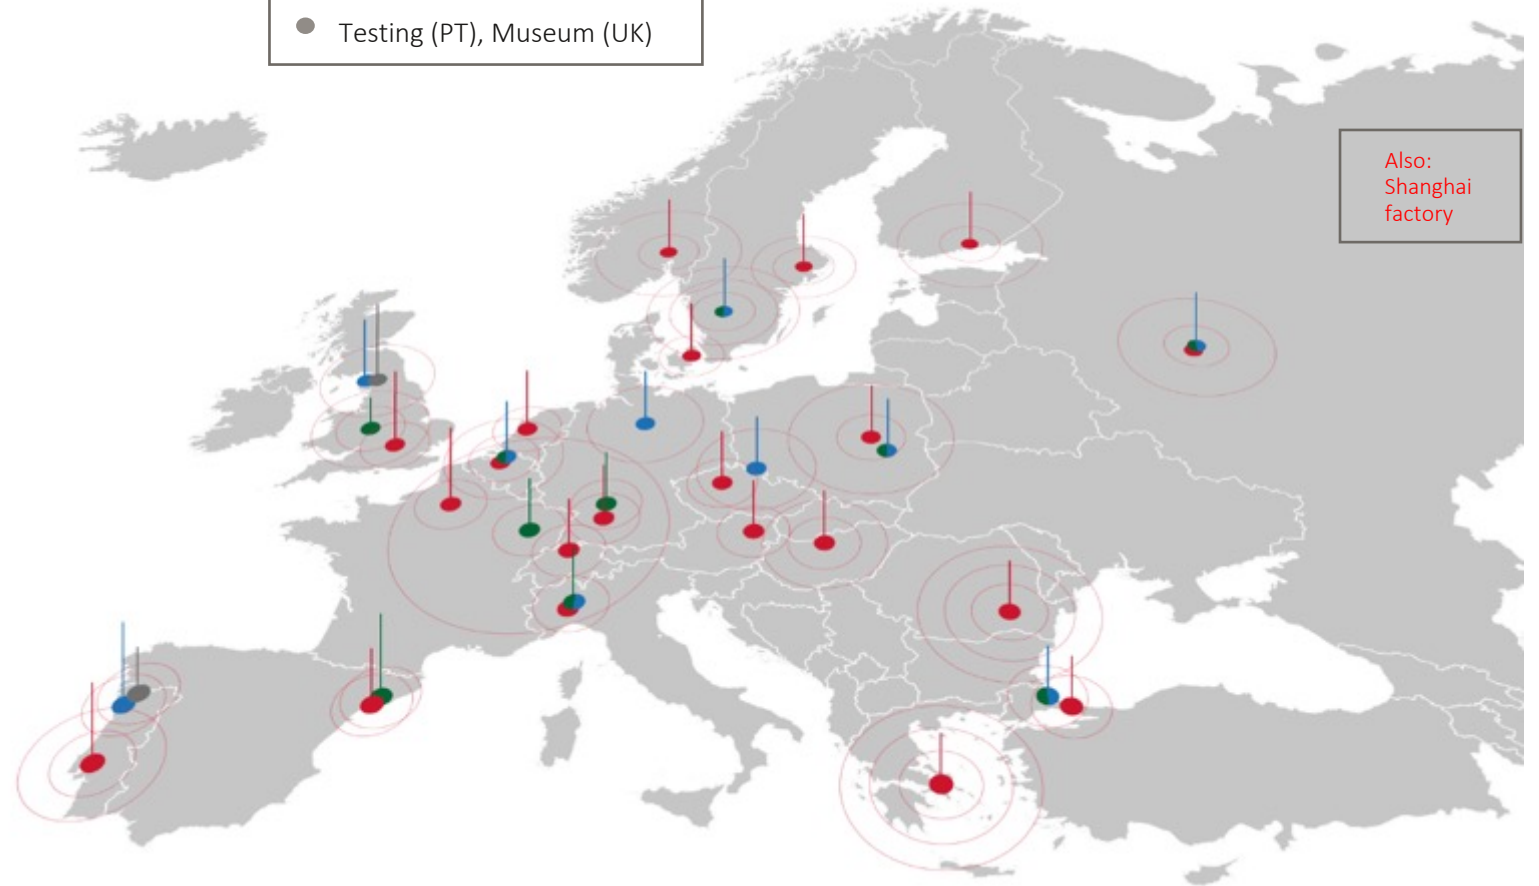 Testing (PT), Museum (UK)
Also:
Shanghai
factory